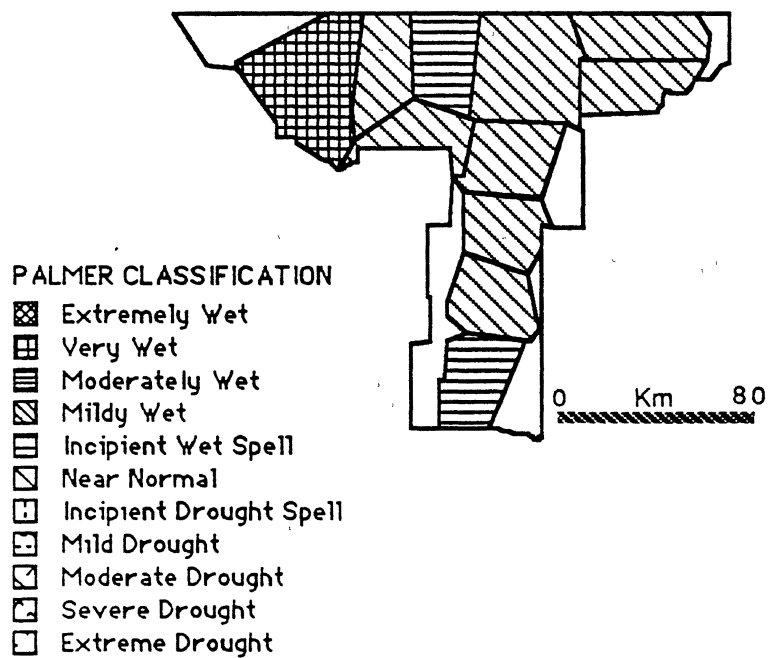 PALMER CLASSIFICATION
Extremely Wet
Very Wet
Moderately Wet
Mildy Wet
Incipient Wet Spell
Near Normal
Incipient Drought Spell
Mild Drought
Moderate Drought
Severe Drought
Extreme Drought
0 Km 80